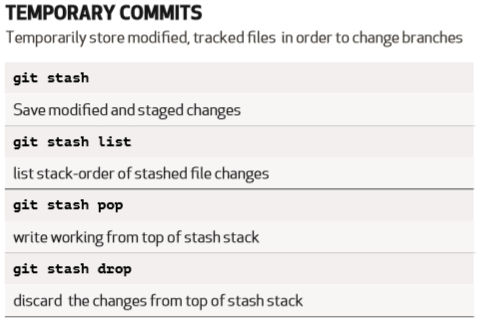 TEMPORARY COMMITS
Temporarily store modified, tracked files in order to change branches
git stash
Save modified and staged changes
git stash list
list stack-order of stashed file changes
git stash pop
write working from top of stash stack
git stash drop
discard the changes from top of stash stack